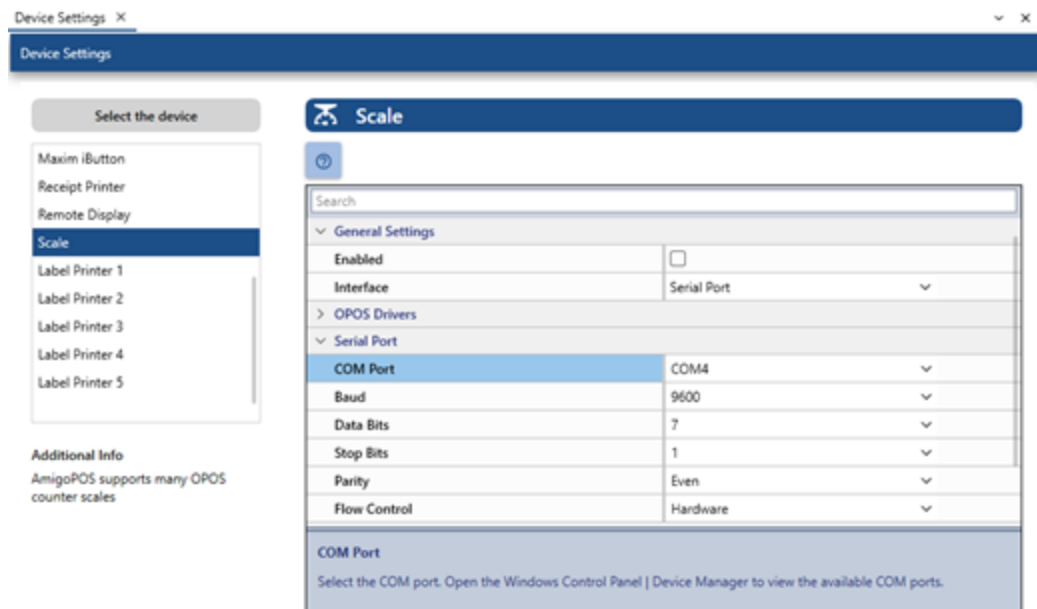 Device Settings
Device Settings
Select the device
Maxim iButton
Receipt Printer
Remote Display
Scale
Label Printer 1
Label Printer 2
Label Printer 3
Label Printer 4
Label Printer 5
Additional Info
AmigoPOS supports many OPOS
counter scales
Scale
Search
General Settings
Enabled
Interface Serial Port
OPOS Drivers
Serial Port
COM Port COM4
Baud 9600
Data Bits 7
Stop Bits 1
Parity Even
Flow Control Hardware
COM Port
Select the COM port. Open the Windows Control Panel | Device Manager to view the available COM ports.